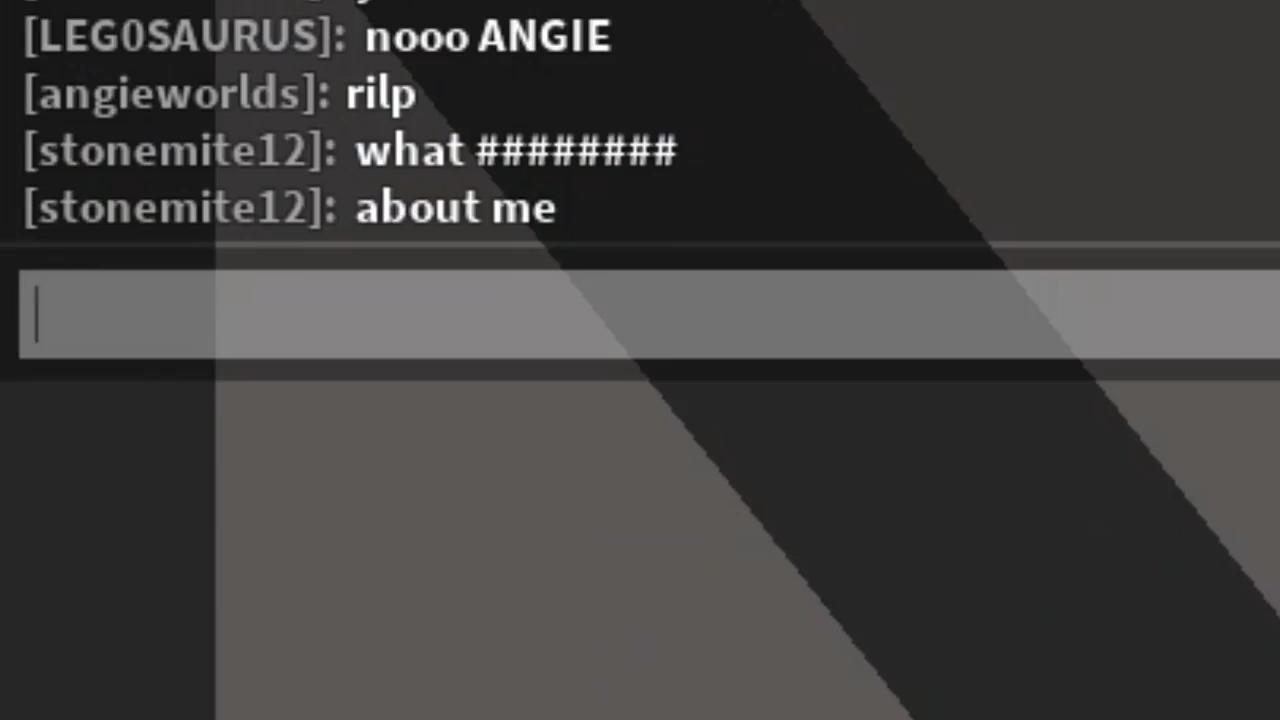 [LEG0SAURUS]: nooo ANGIE
[angieworlds]: rilp
[stonemite12]: what ########
[stonemite12]: about me